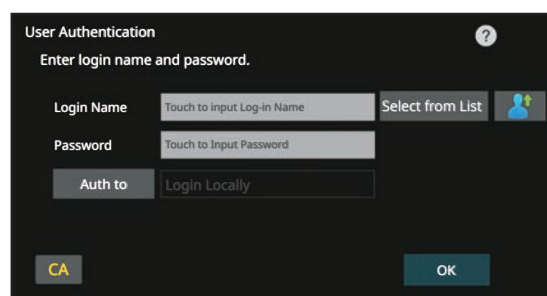 User Authentication
?
Enter login name and password.
Login Name Touch to input Log-in Name Select from List
Password Touch to Input Password
Auth to Login Locally
CA OK